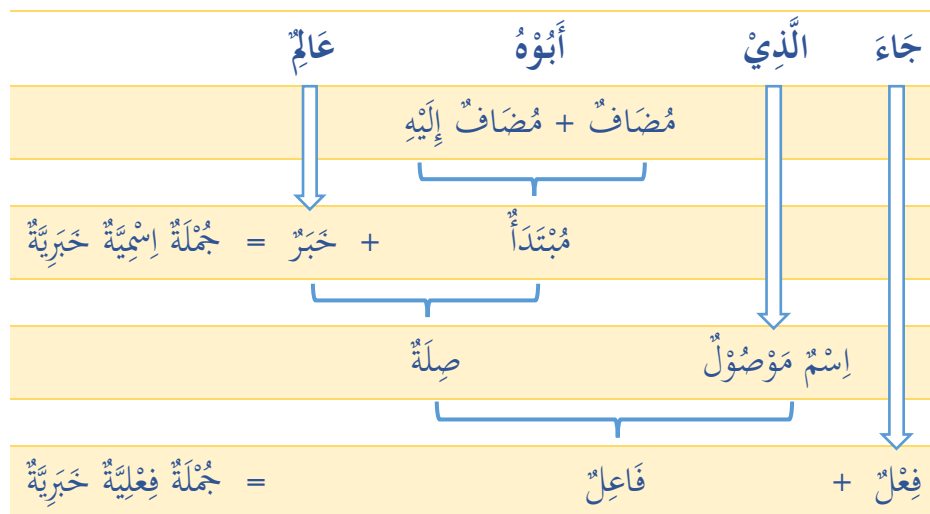 جَاءَ الَّذِيْ أَبُوْهُ عَالِمٌ
مُضَافٌ + مُضَافٌ إِلَيْهِ
مُبْتَدَأٌ + خَبَرٌ = جُمْلَةٌ اِسْمِيَّةٌ خَبَرِيَّةٌ
اِسْمٌ مَوْصُوْلٌ صِلَةٌ
فِعْلٌ + فَاعِلٌ = جُمْلَةٌ فِعْلِيَّةٌ خَبَرِيَّةٌ